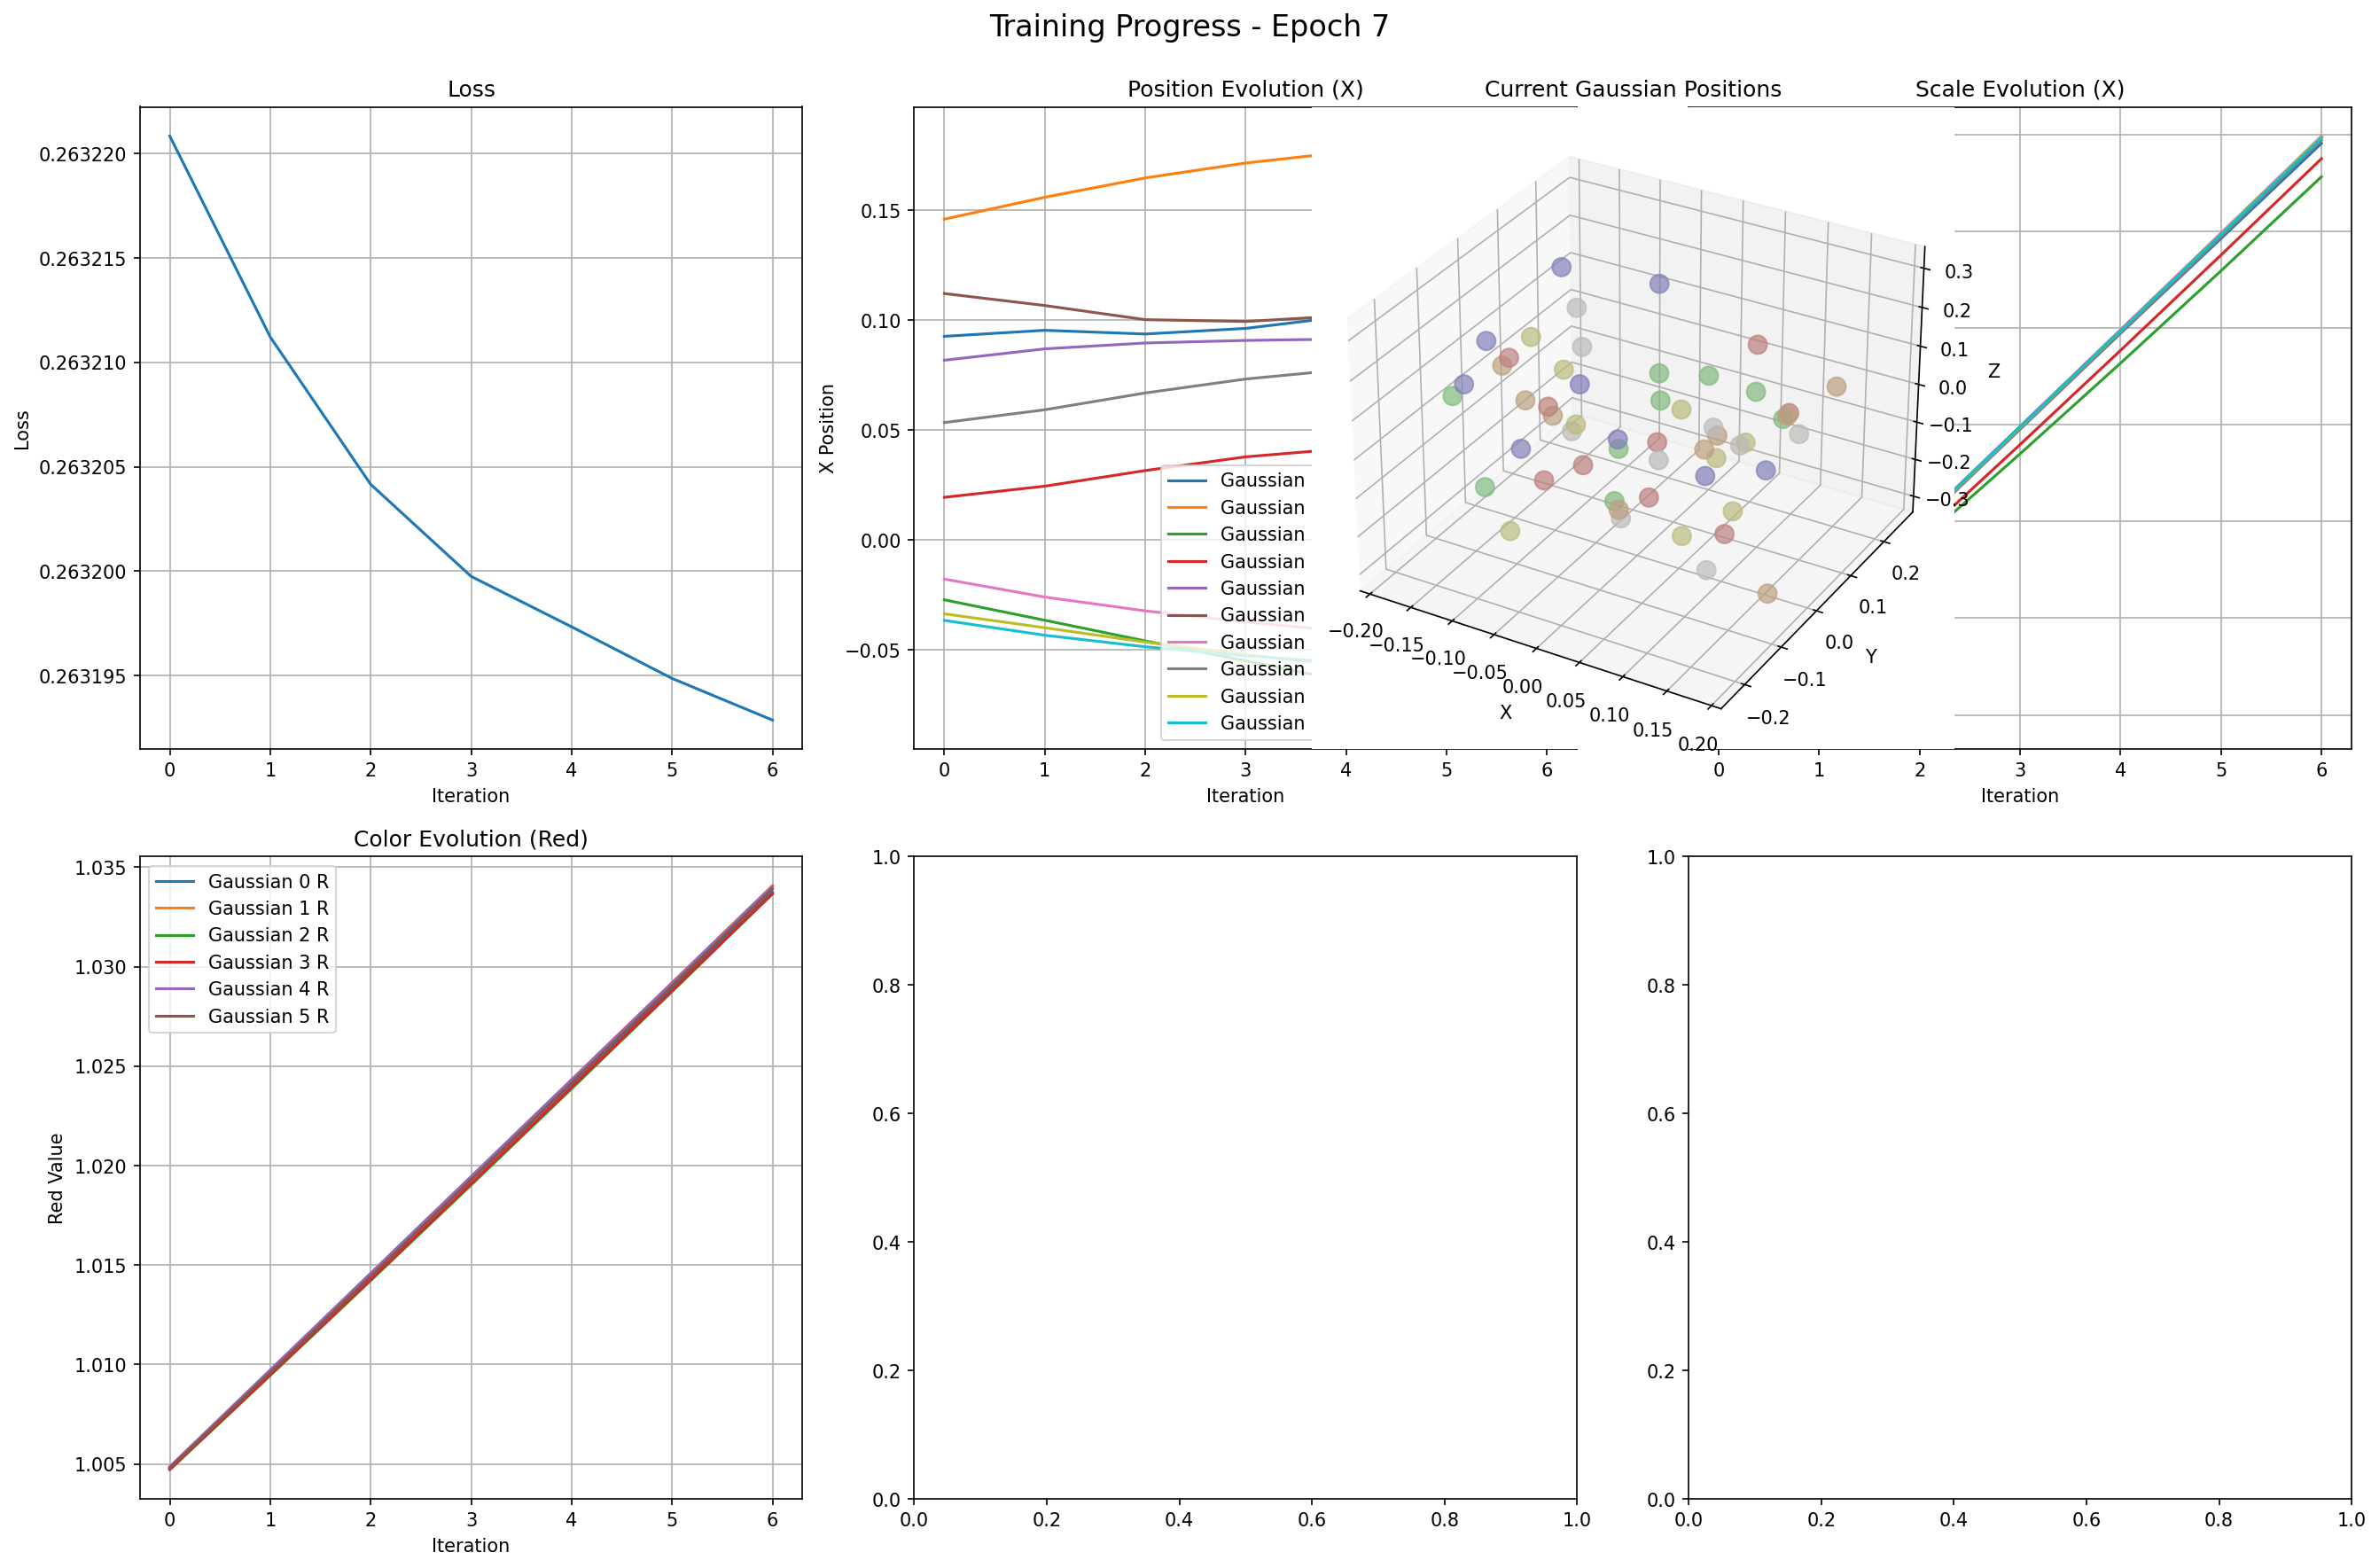 Training Progress - Epoch 7
Loss
Loss
0.263220
0.263215
0.263210
0.263205
0.263200
0.263195
0 1 2 3 4 5 6
Iteration
Position Evolution (X)
X Position
0.15
0.10
0.05
0.00
−0.05
Gaussian
Gaussian
Gaussian
Gaussian
Gaussian
Gaussian
Gaussian
Gaussian
Gaussian
Gaussian
0 1 2 3 4 5 6
Iteration
Current Gaussian Positions
0.3
0.2
0.1
0.0
−0.1
−0.2
−0.3
Z
0.2
0.1
0.0
−0.1
−0.2
Y
−0.20
−0.15
−0.10
−0.05
0.00
0.05
0.10
0.15
0.20
X
Scale Evolution (X)
0 1 2 3 4 5 6
Iteration
Color Evolution (Red)
Red Value
1.035
1.030
1.025
1.020
1.015
1.010
1.005
Gaussian 0 R
Gaussian 1 R
Gaussian 2 R
Gaussian 3 R
Gaussian 4 R
Gaussian 5 R
0 1 2 3 4 5 6
Iteration
1.0
0.8
0.6
0.4
0.2
0.0
0.0 0.2 0.4 0.6 0.8 1.0
1.0
0.8
0.6
0.4
0.2
0.0
0.0 0.2 0.4 0.6 0.8 1.0